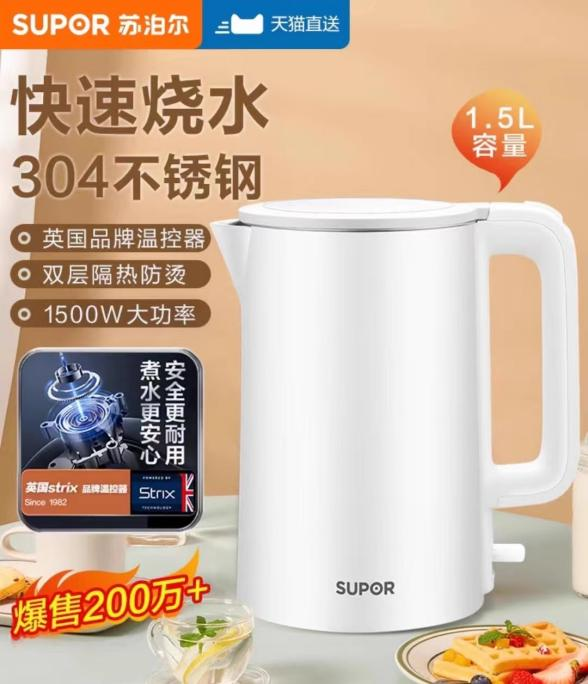 SUPOR 苏泊尔
天猫直送
快速烧水
304不锈钢
1.5L
容量
英国品牌温控器
双层隔热防烫
1500W大功率
安全更耐用
煮水更安心
英国strix 品牌温控器
Since 1982
POWERED BY
Strix
TECHNOLOGY
爆售200万+
SUPOR